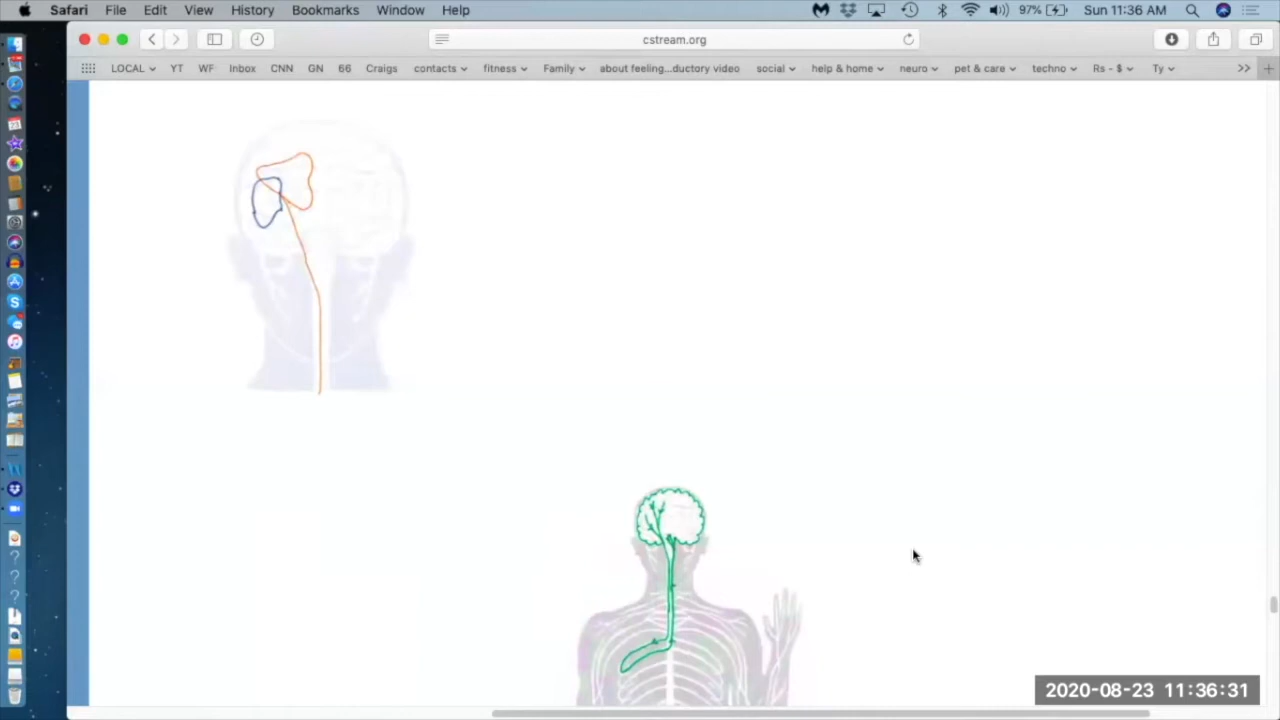 Safari File Edit View History Bookmarks Window Help 97% Sun 11:36 AM
cstream.org
LOCAL YT WF Inbox CNN GN 66 Craigs contacts fitness Family about feeling...ductory video social help & home neuro pet & care techno Rs - $ Ty
2020-08-23 11:36:31